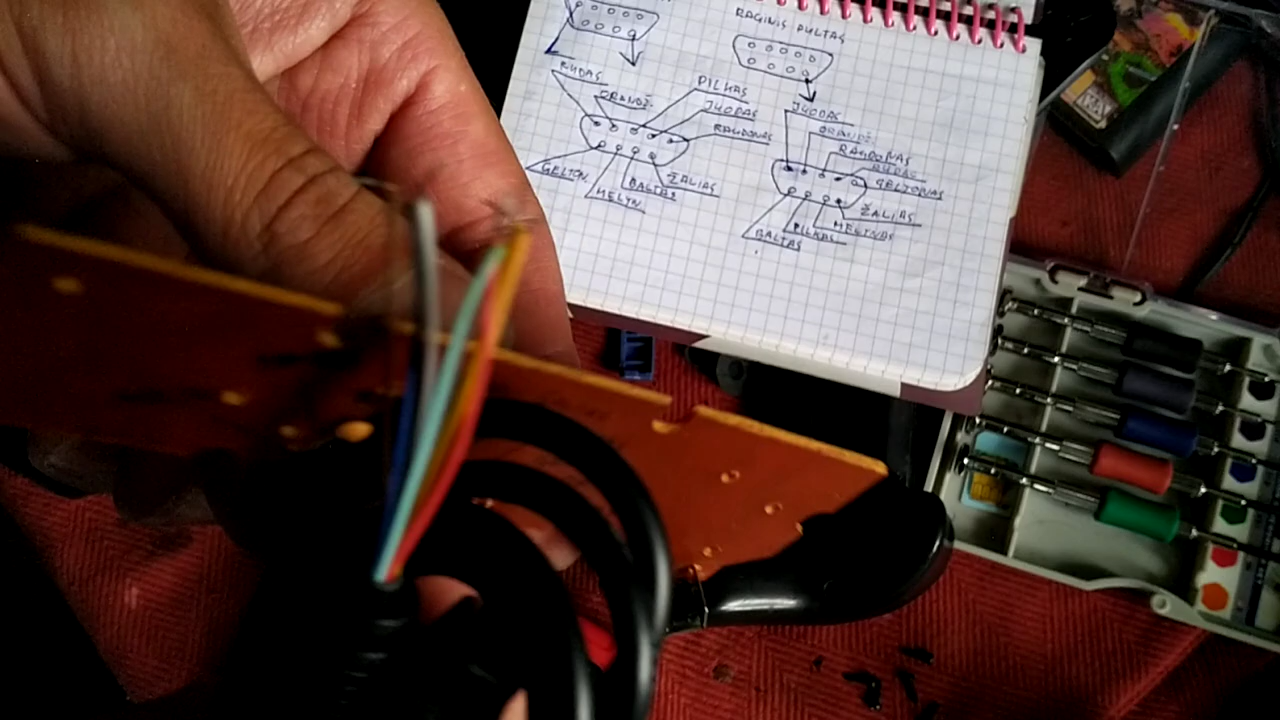 RAGINIS PULTAS
RUDAS
ORANŽ.
PILKAS
JUODAS
RAUDONAS
GELTON.
MELYN.
BALTAS
ŽALIAS
JUODAS
ORANŽ.
RAUDONAS
RUDAS
GELTONAS
ŽALIAS
MELINAS
PILKAS
BALTAS